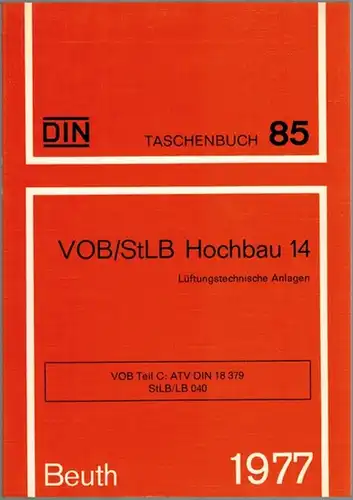 DIN TASCHENBUCH 85
VOB/StLB Hochbau 14
Lüftungstechnische Anlagen
VOB Teil C: ATV DIN 18 379
StLB/LB 040
Beuth 1977